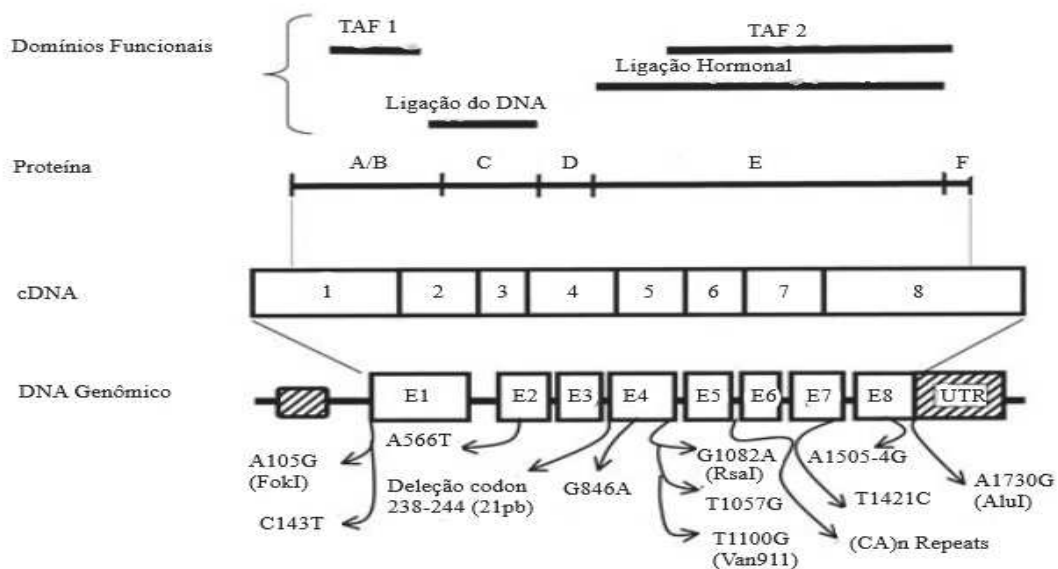 TAF 1
TAF 2
Domínios Funcionais
Ligação Hormonal
Ligação do DNA
Proteína
A/B
C
D
E
F
cDNA
1
2
3
4
5
6
7
8
DNA Genômico
E1
E2
E3
E4
E5
E6
E7
E8
UTR
A105G
(FokI)
C143T
A566T
Deleção codon
238-244 (21pb)
G846A
G1082A
(RsaI)
T1057G
T1100G
(Van911)
A1505-4G
T1421C
(CA)n Repeats
A1730G
(AluI)